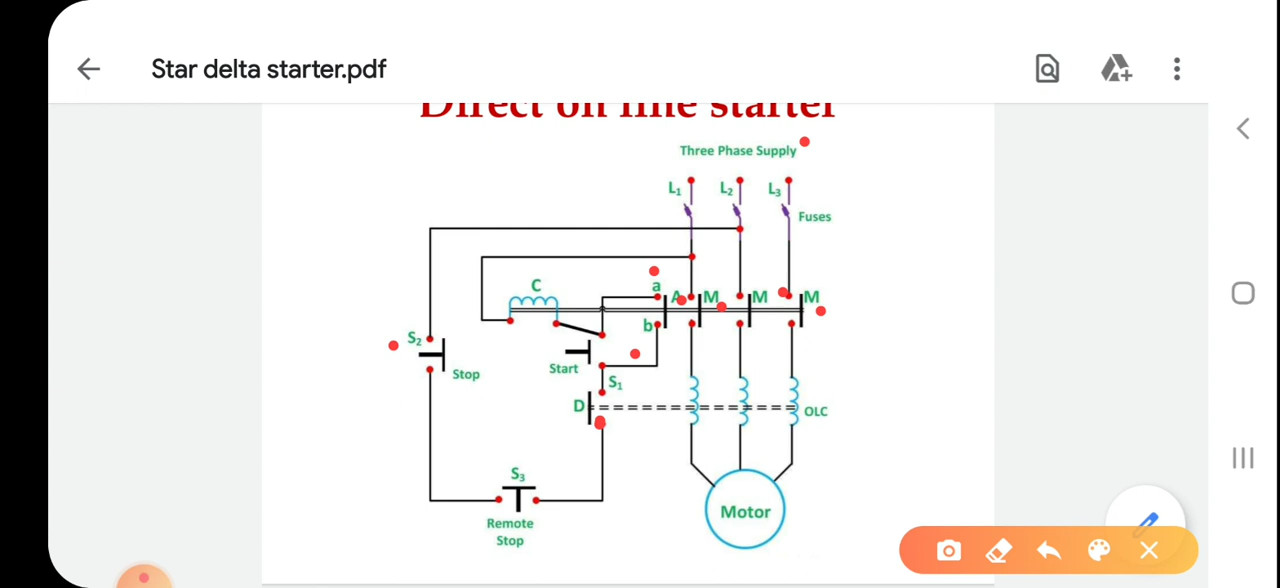 Star delta starter.pdf
Direct on line starter
Three Phase Supply
L1 L2 L3
Fuses
C
a
A M M M
b
S2
Stop
Start
S1
D
OLC
S3
Remote
Stop
Motor